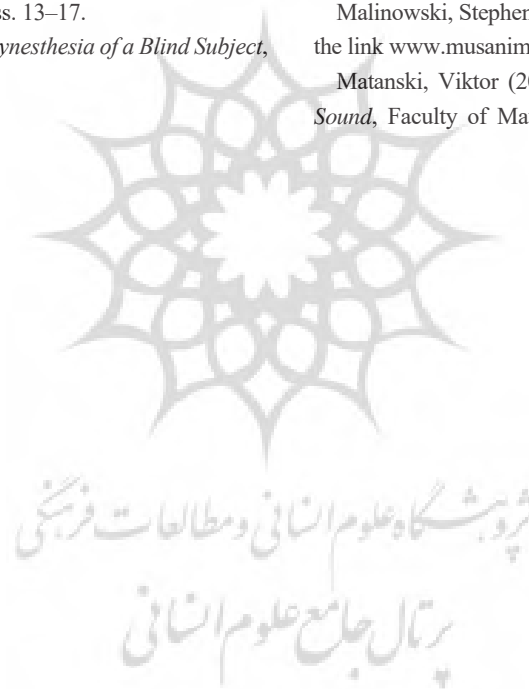 ss. 13–17.
ynesthesia of a Blind Subject,
Malinowski, Stephen
the link www.musanim
Matanski, Viktor (20
Sound, Faculty of Ma
پژوهشگاه علوم انسانی و مطالعات فرهنگی
پرتال جامع علوم انسانی